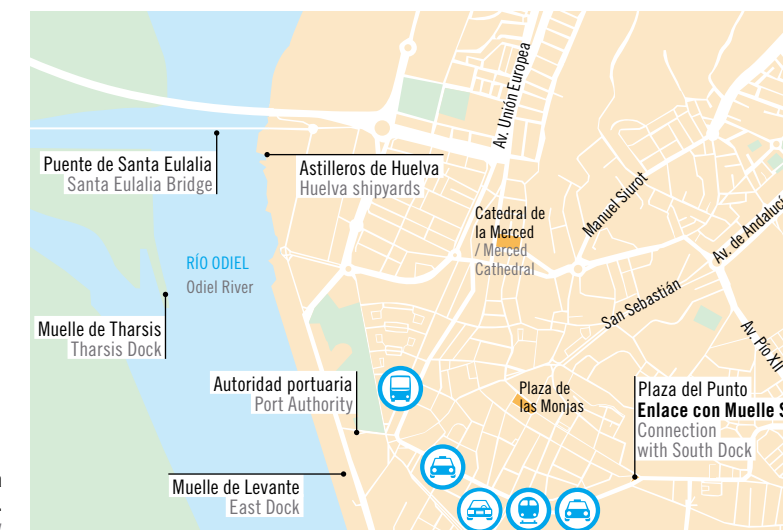 Av. Unión Europea
Puente de Santa Eulalia
Santa Eulalia Bridge
Astilleros de Huelva
Huelva shipyards
Manuel Siurot
Catedral de
la Merced
/ Merced
Cathedral
Av. de Andalucí
RÍO ODIEL
Odiel River
San Sebastián
Muelle de Tharsis
Tharsis Dock
Av. Pío XII
Autoridad portuaria
Port Authority
Plaza de
las Monjas
Plaza del Punto
Enlace con Muelle S
Connection
with South Dock
Muelle de Levante
East Dock